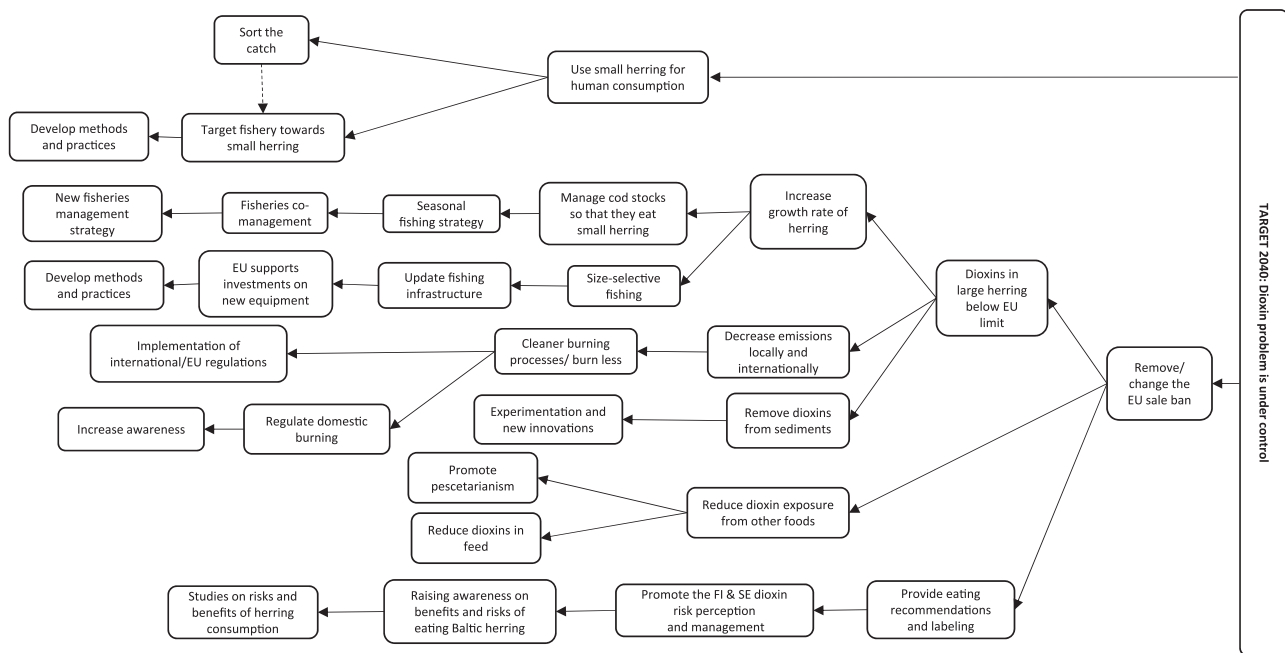 Sort the
catch
Use small herring for
human consumption
Develop methods
and practices
Target fishery towards
small herring
New fisheries
management
strategy
Fisheries co-
management
Seasonal
fishing strategy
Manage cod stocks
so that they eat
small herring
Increase
growth rate of
herring
Develop methods
and practices
EU supports
investments on
new equipment
Update fishing
infrastructure
Size-selective
fishing
Dioxins in
large herring
below EU
limit
Implementation of
international/EU regulations
Cleaner burning
processes/ burn less
Decrease emissions
locally and
internationally
Remove/
change the
EU sale ban
Increase awareness
Regulate domestic
burning
Experimentation and
new innovations
Remove dioxins
from sediments
Promote
pescetarianism
Reduce dioxins in
feed
Reduce dioxin exposure
from other foods
Studies on risks and
benefits of herring
consumption
Raising awareness on
benefits and risks of
eating Baltic herring
Promote the FI & SE dioxin
risk perception
and management
Provide eating
recommendations
and labeling
TARGET 2040: Dioxin problem is under control